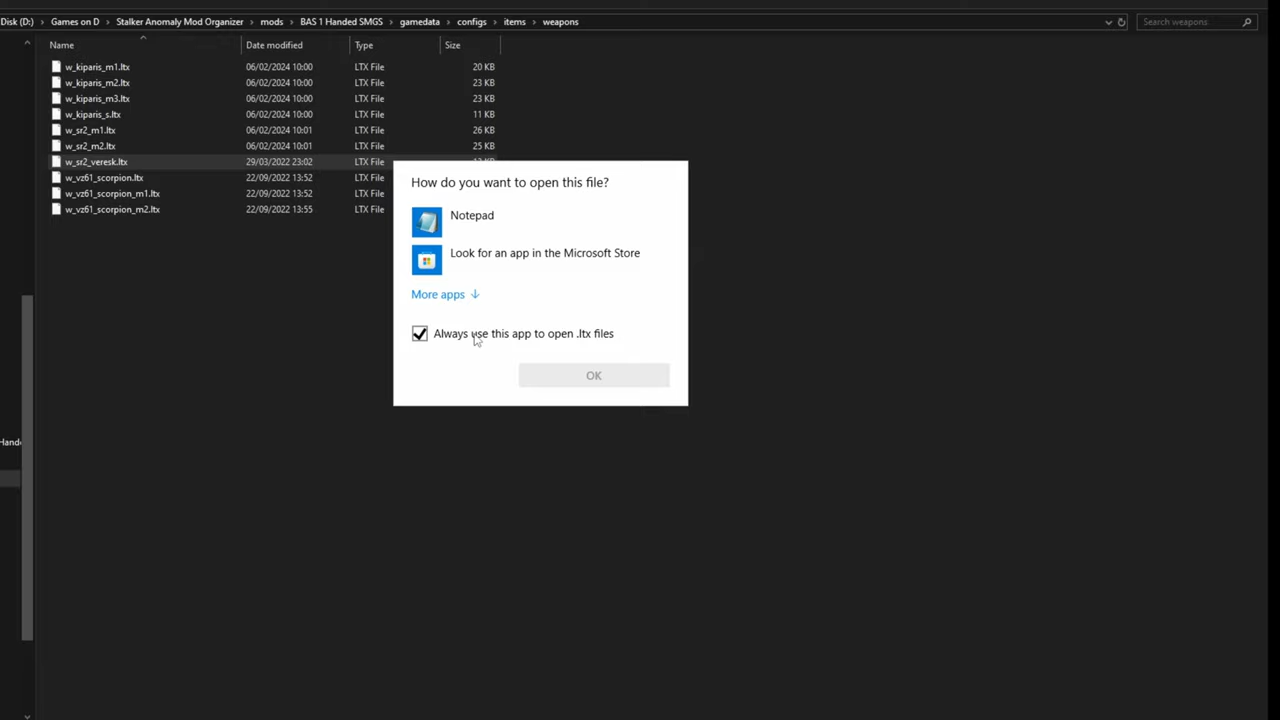 Disk (D:) › Games on D › Stalker Anomaly Mod Organizer › mods › BAS 1 Handed SMGS › gamedata › configs › items › weapons
Search weapons
Name Date modified Type Size
w_kiparis_m1.ltx 06/02/2024 10:00 LTX File 20 KB
w_kiparis_m2.ltx 06/02/2024 10:00 LTX File 23 KB
w_kiparis_m3.ltx 06/02/2024 10:00 LTX File 23 KB
w_kiparis_s.ltx 06/02/2024 10:00 LTX File 11 KB
w_sr2_m1.ltx 06/02/2024 10:01 LTX File 26 KB
w_sr2_m2.ltx 06/02/2024 10:01 LTX File 25 KB
w_sr2_veresk.ltx 29/03/2022 23:02 LTX File
w_vz61_scorpion.ltx 22/09/2022 13:52 LTX File
w_vz61_scorpion_m1.ltx 22/09/2022 13:52 LTX File
w_vz61_scorpion_m2.ltx 22/09/2022 13:55 LTX File
How do you want to open this file?
Notepad
Look for an app in the Microsoft Store
More apps
Always use this app to open .ltx files
OK